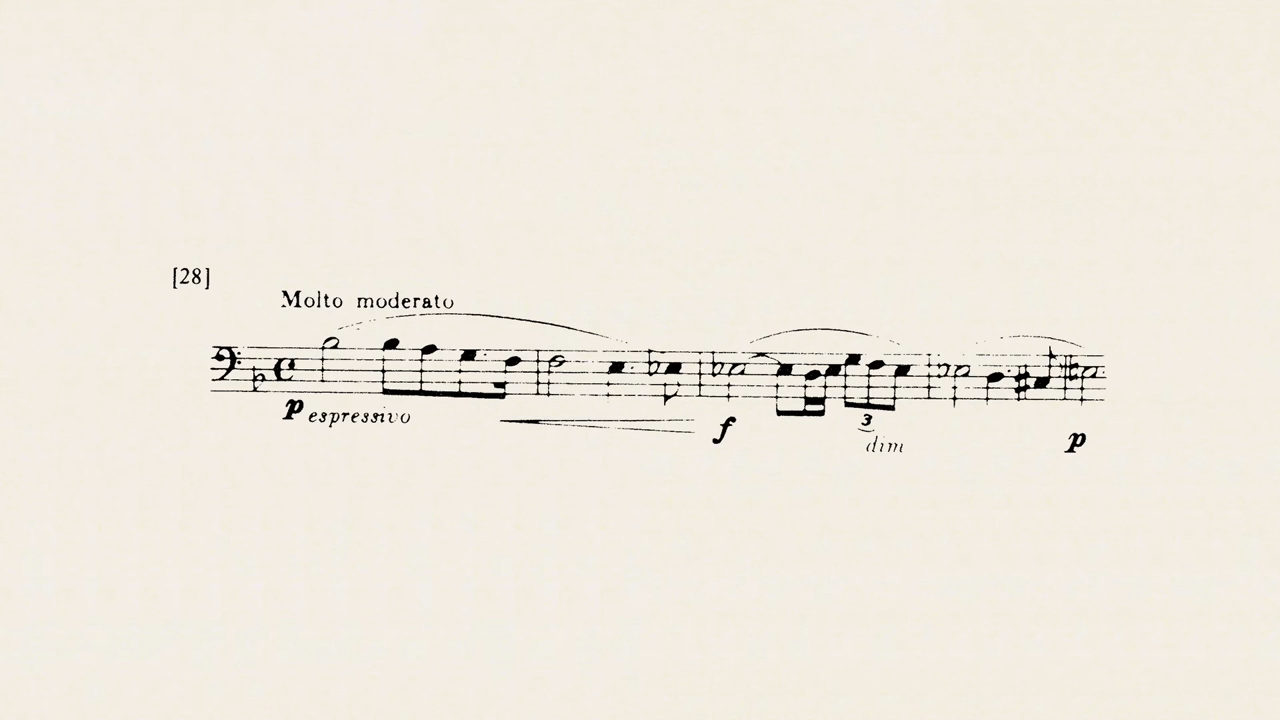 [28]
Molto moderato
p espressivo
f
3
dim
p